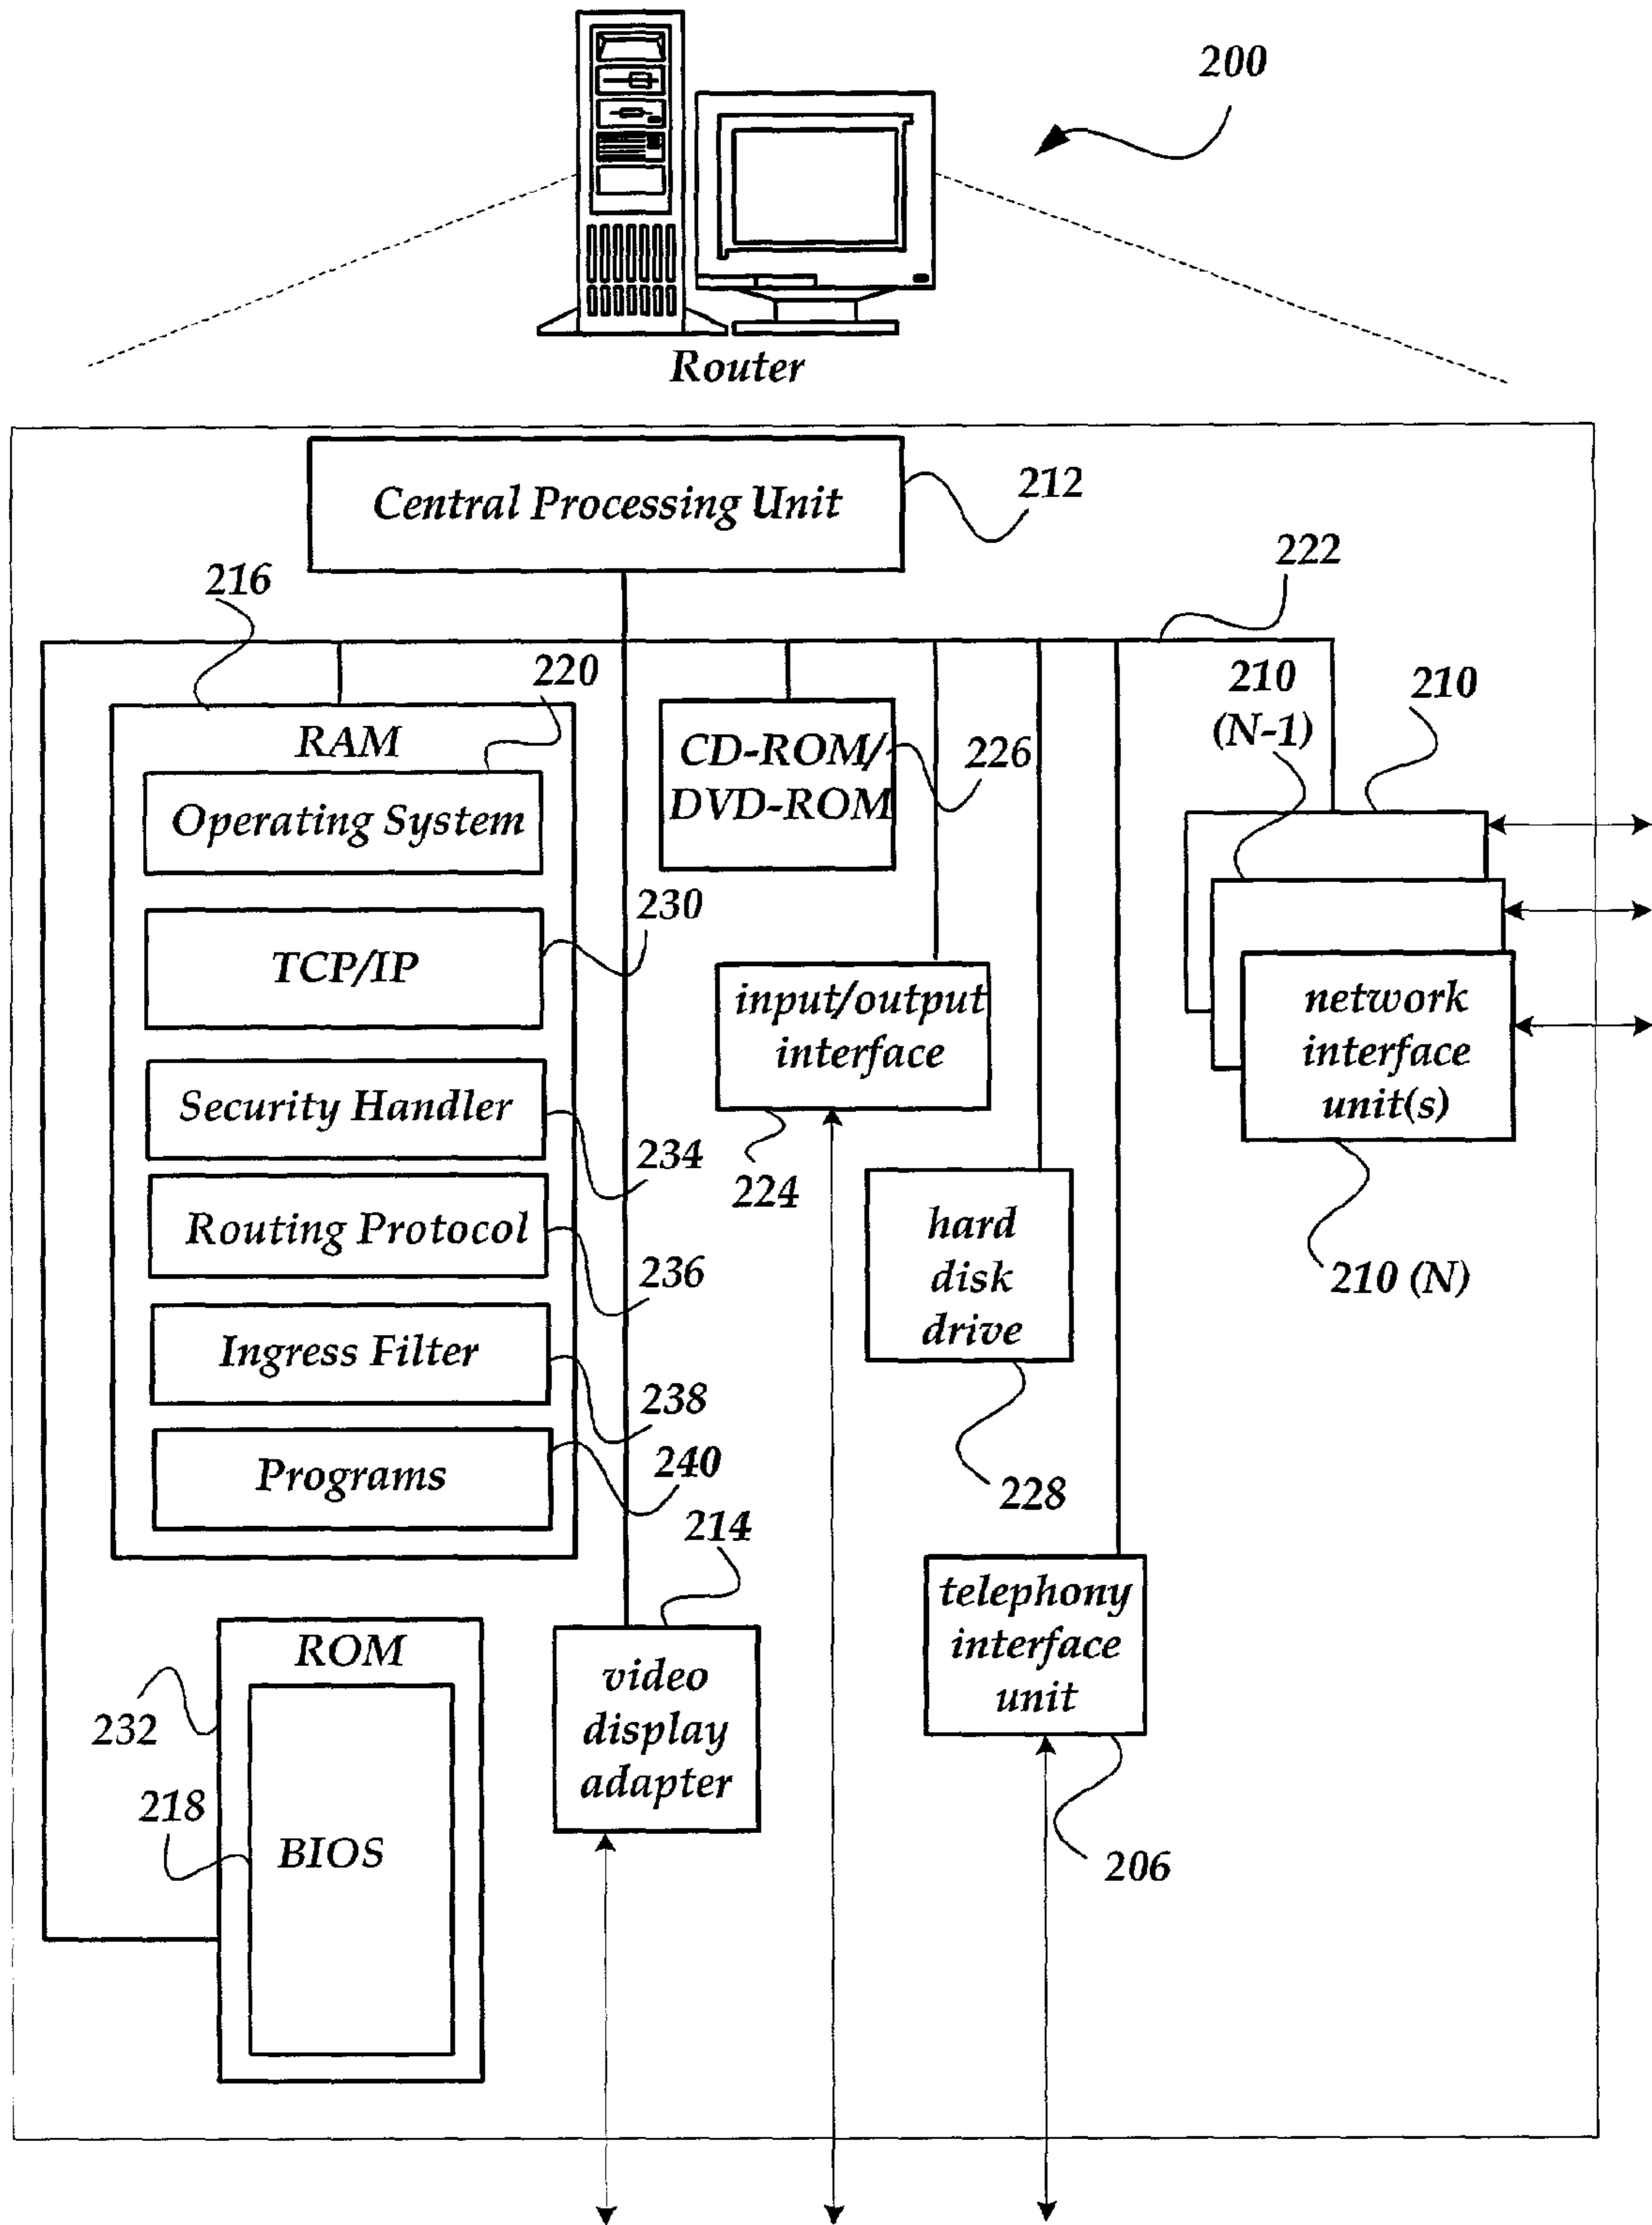 200
Router
Central Processing Unit
212
222
216
220
210
(N-1)
210
RAM
Operating System
CD-ROM/
DVD-ROM
226
230
TCP/IP
input/output
interface
network
interface
unit(s)
Security Handler
234
224
Routing Protocol
236
hard
disk
drive
210 (N)
Ingress Filter
238
Programs
240
228
214
telephony
interface
unit
ROM
232
video
display
adapter
218
BIOS
206